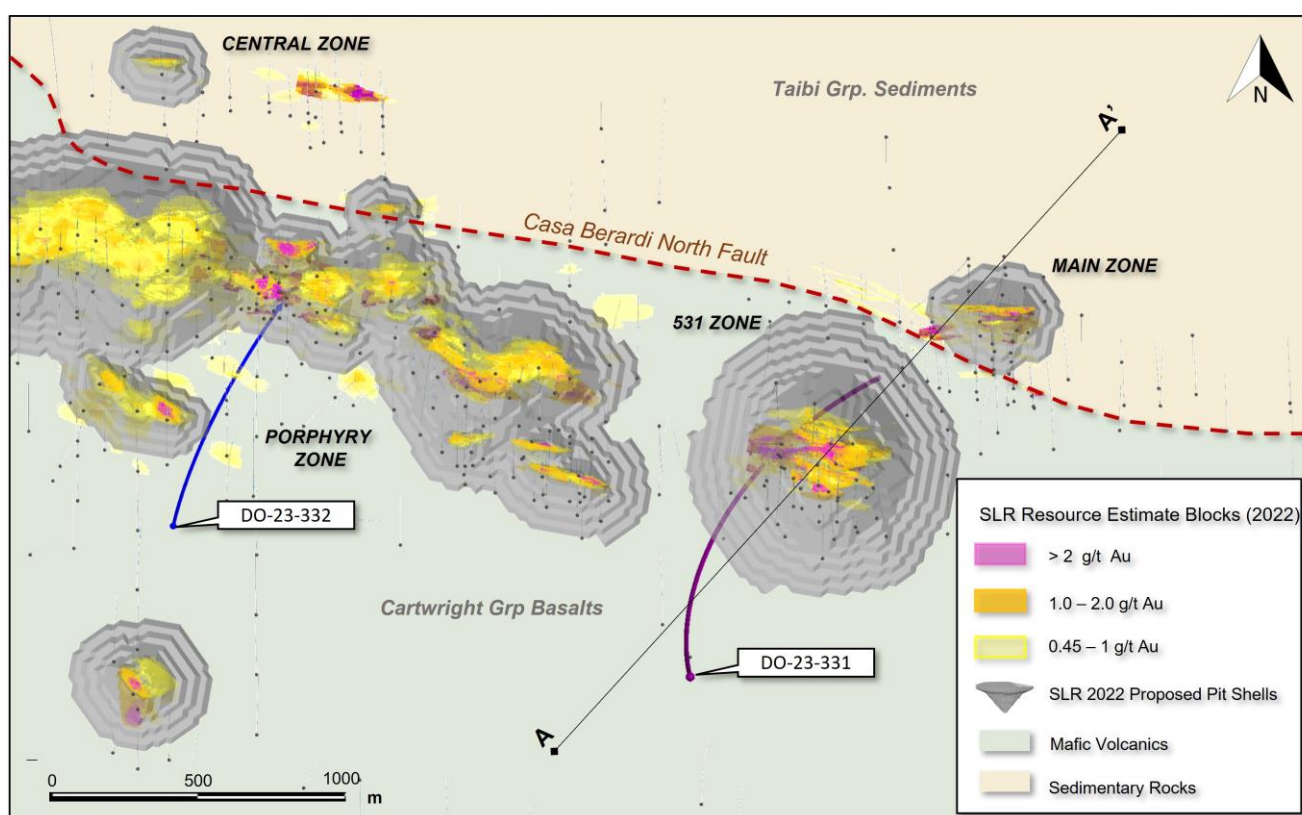 CENTRAL ZONE
Taibi Grp. Sediments
N
A'
Casa Berardi North Fault
MAIN ZONE
531 ZONE
PORPHYRY
ZONE
DO-23-332
Cartwright Grp Basalts
DO-23-331
A
0 500 1000
m
SLR Resource Estimate Blocks (2022)
> 2 g/t Au
1.0 – 2.0 g/t Au
0.45 – 1 g/t Au
SLR 2022 Proposed Pit Shells
Mafic Volcanics
Sedimentary Rocks